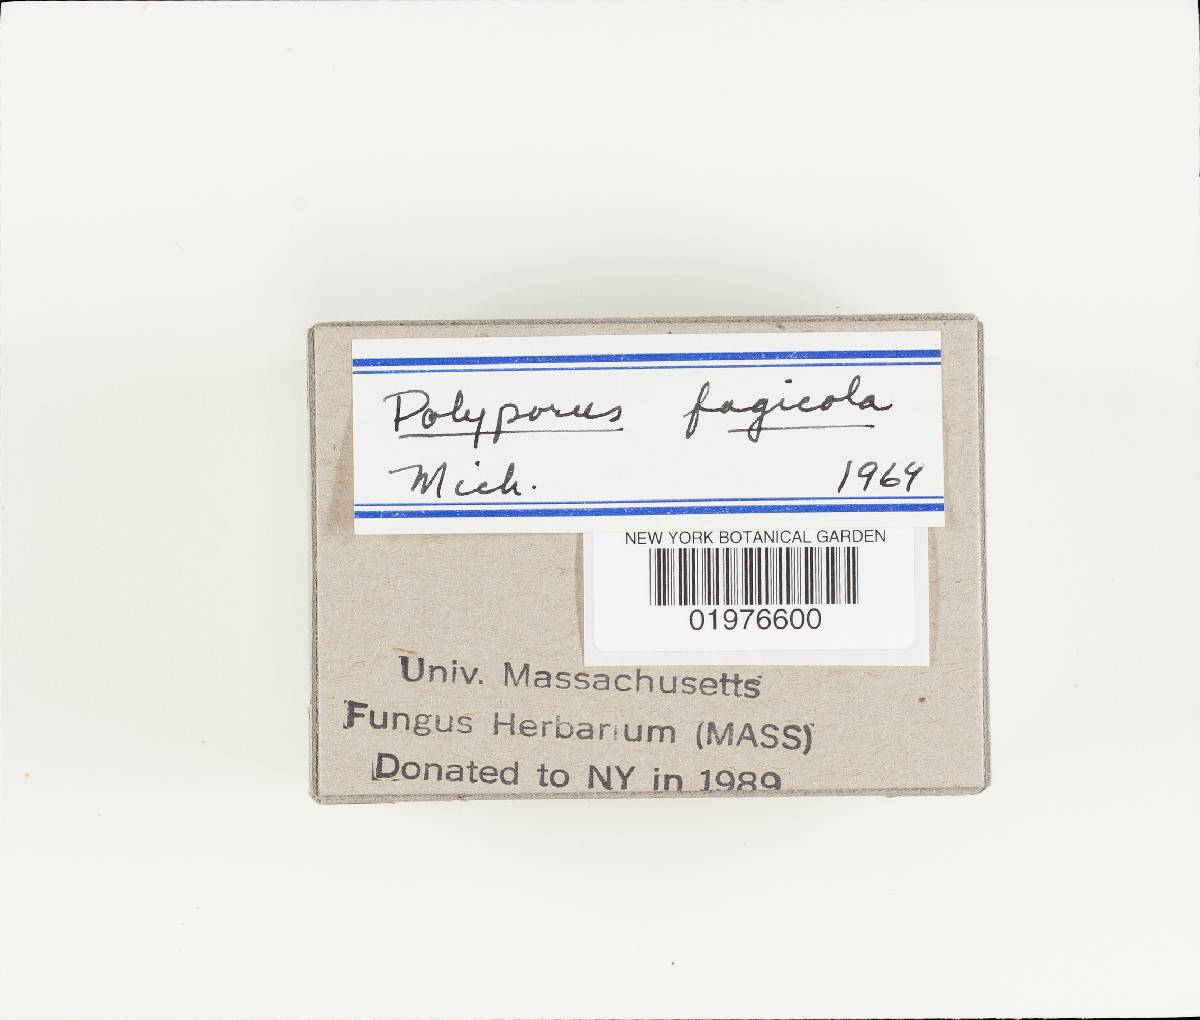 Polyporus fagicola
Mich. 1964
NEW YORK BOTANICAL GARDEN
01976600
Univ. Massachusetts
Fungus Herbarium (MASS)
Donated to NY in 1989